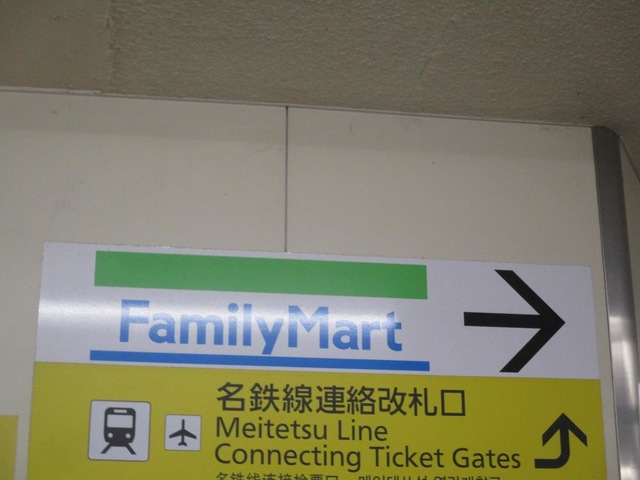 FamilyMart
名鉄線連絡改札口
Meitetsu Line
Connecting Ticket Gates